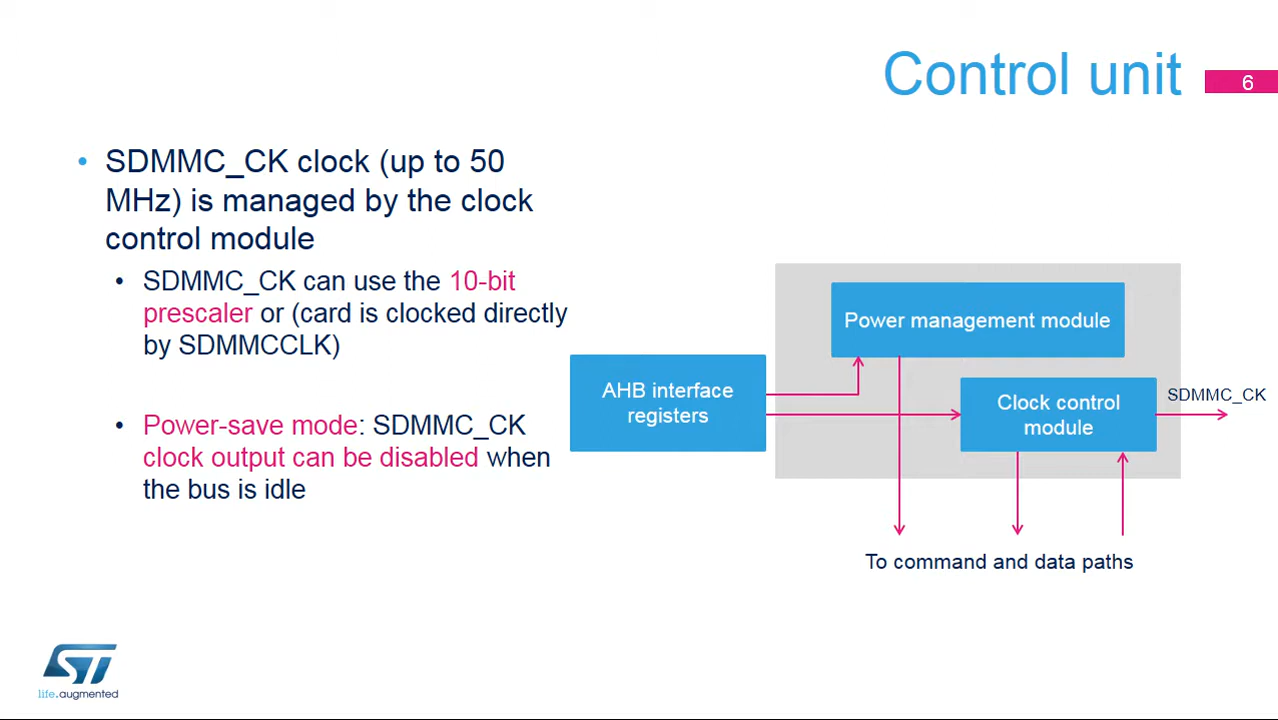 Control unit
6
• SDMMC_CK clock (up to 50
MHz) is managed by the clock
control module
• SDMMC_CK can use the 10-bit
prescaler or (card is clocked directly
by SDMMCCLK)
• Power-save mode: SDMMC_CK
clock output can be disabled when
the bus is idle
Power management module
AHB interface
registers
Clock control
module
SDMMC_CK
To command and data paths
ST
life.augmented